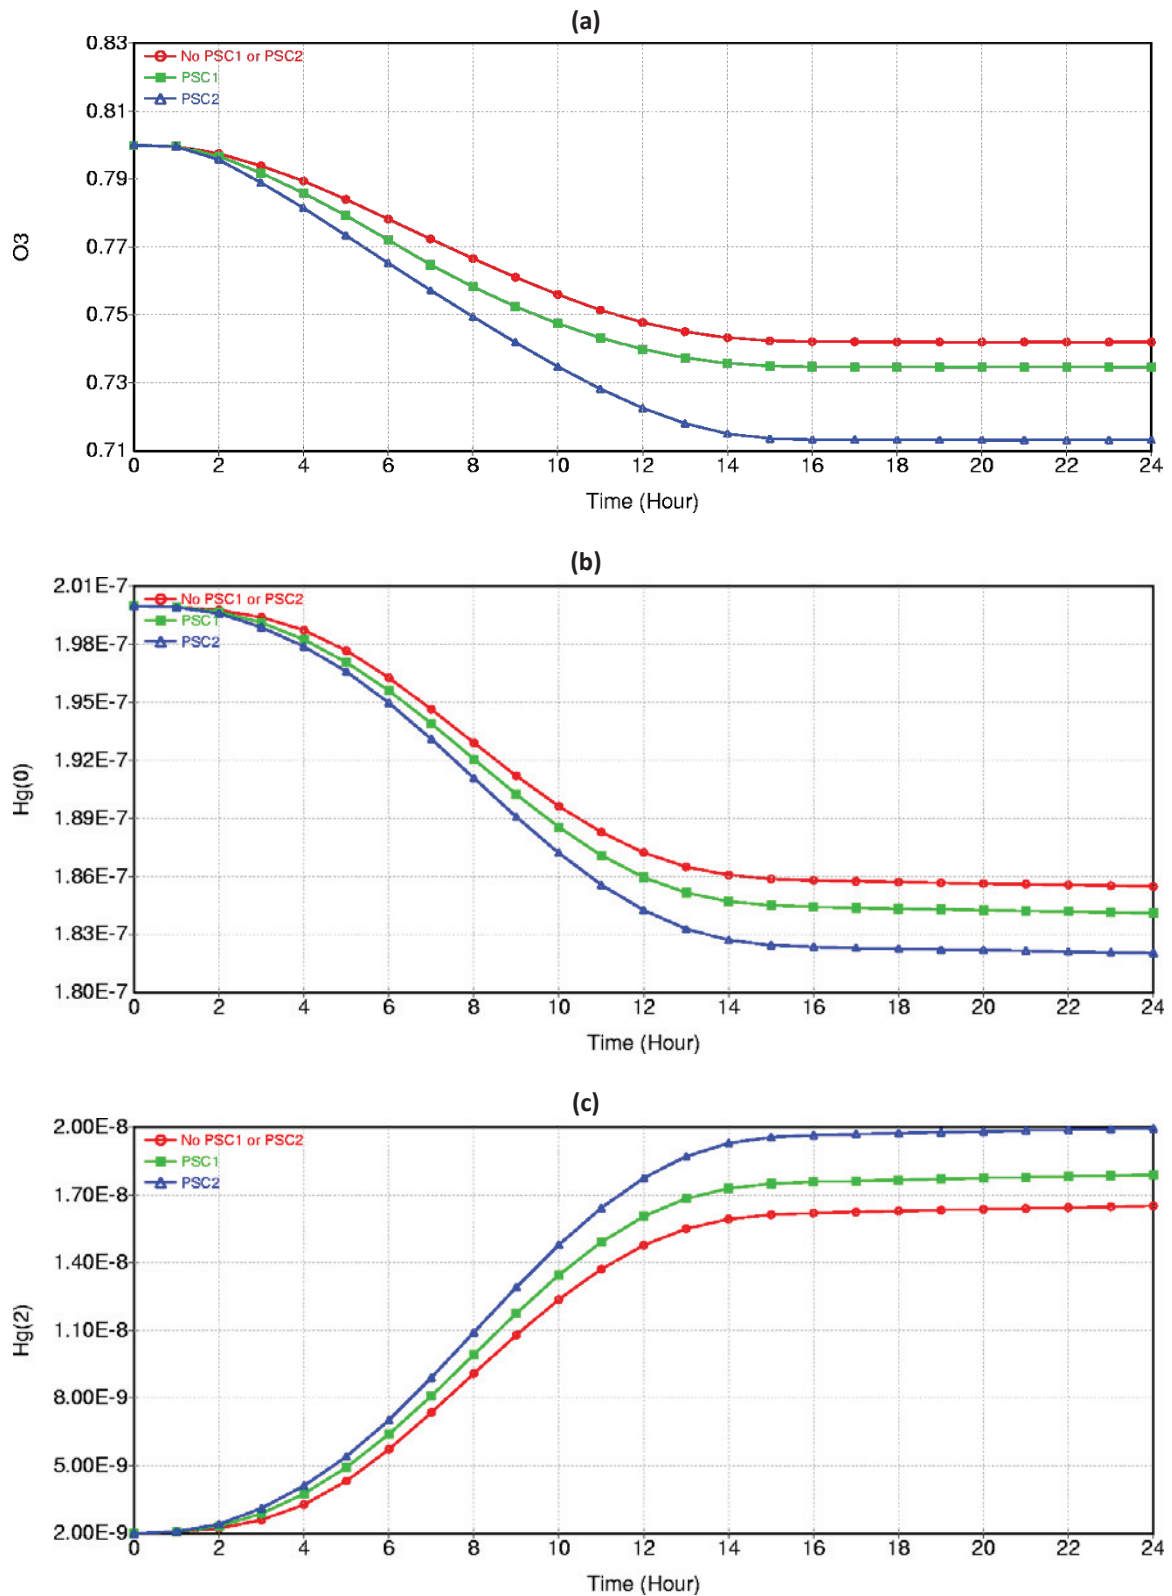 (a)
0.83
No PSC1 or PSC2
PSC1
PSC2
0.81
0.79
0.77
O3
0.75
0.73
0.71
0 2 4 6 8 10 12 14 16 18 20 22 24
Time (Hour)
(b)
2.01E-7
No PSC1 or PSC2
PSC1
PSC2
1.98E-7
1.95E-7
1.92E-7
Hg(0)
1.89E-7
1.86E-7
1.83E-7
1.80E-7
0 2 4 6 8 10 12 14 16 18 20 22 24
Time (Hour)
(c)
2.00E-8
No PSC1 or PSC2
PSC1
PSC2
1.70E-8
1.40E-8
Hg(2)
1.10E-8
8.00E-9
5.00E-9
2.00E-9
0 2 4 6 8 10 12 14 16 18 20 22 24
Time (Hour)